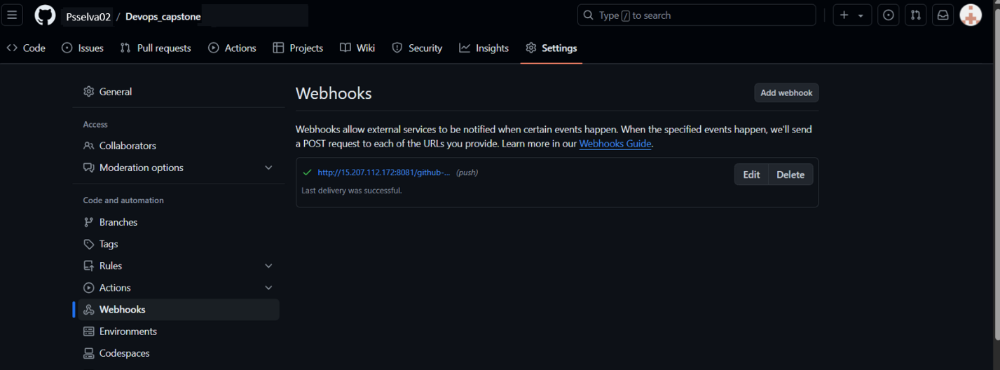 Psselva02 / Devops_capstone
Type / to search
Code Issues Pull requests Actions Projects Wiki Security Insights Settings
General
Access
Collaborators
Moderation options
Code and automation
Branches
Tags
Rules
Actions
Webhooks
Environments
Codespaces
Webhooks
Add webhook
Webhooks allow external services to be notified when certain events happen. When the specified events happen, we'll send
a POST request to each of the URLs you provide. Learn more in our Webhooks Guide.
http://15.207.112.172:8081/github-... (push)
Edit Delete
Last delivery was successful.